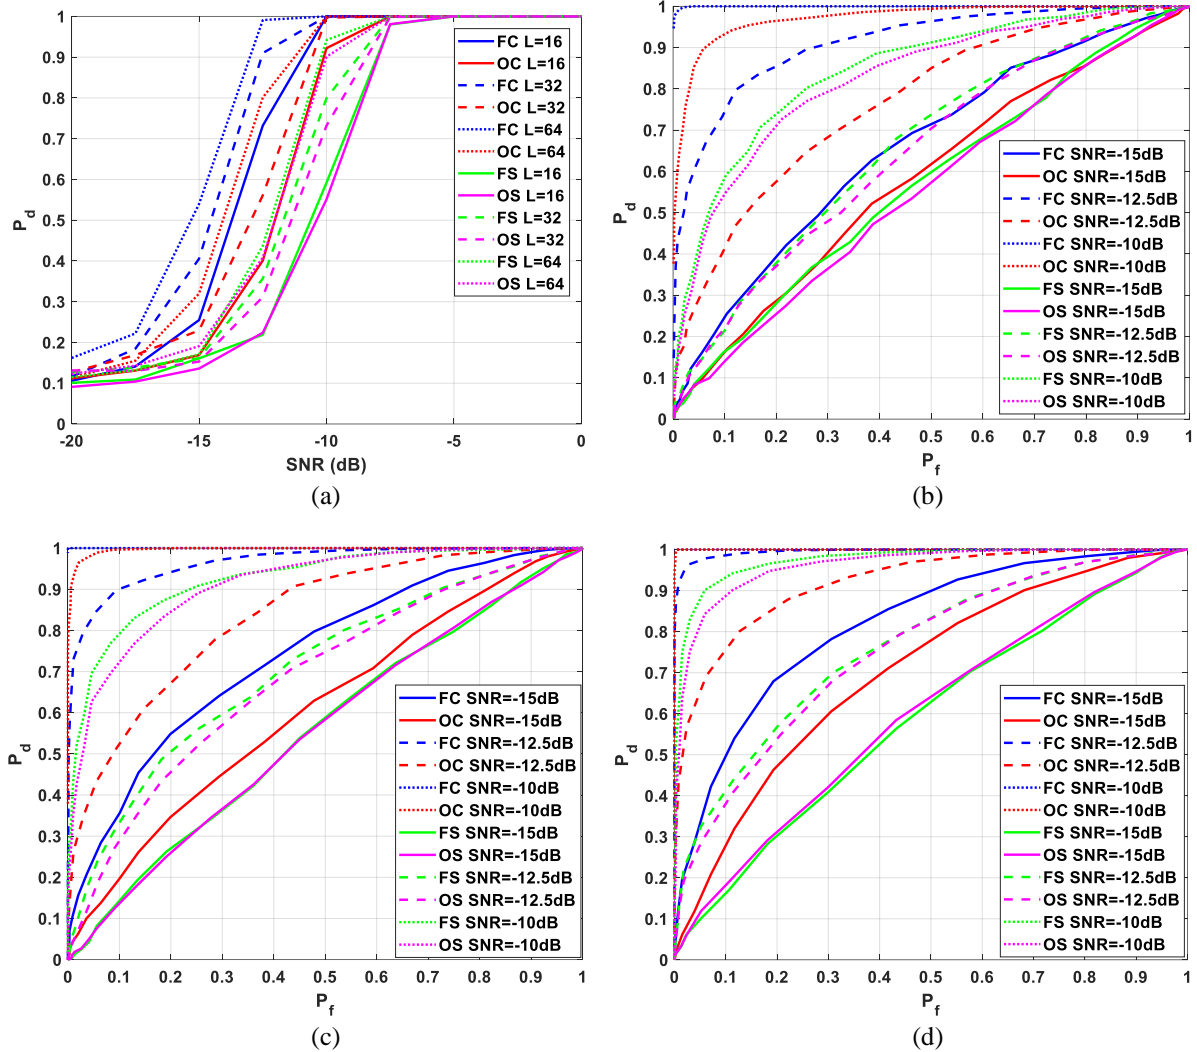 1
0.9
0.8
0.7
0.6
0.5
0.4
0.3
0.2
0.1
0
P_d
-20 -15 -10 -5 0
SNR (dB)
FC L=16
OC L=16
FC L=32
OC L=32
FC L=64
OC L=64
FS L=16
OS L=16
FS L=32
OS L=32
FS L=64
OS L=64
(a)
1
0.9
0.8
0.7
0.6
0.5
0.4
0.3
0.2
0.1
0
P_d
0 0.1 0.2 0.3 0.4 0.5 0.6 0.7 0.8 0.9 1
P_f
FC SNR=-15dB
OC SNR=-15dB
FC SNR=-12.5dB
OC SNR=-12.5dB
FC SNR=-10dB
OC SNR=-10dB
FS SNR=-15dB
OS SNR=-15dB
FS SNR=-12.5dB
OS SNR=-12.5dB
FS SNR=-10dB
OS SNR=-10dB
(b)
1
0.9
0.8
0.7
0.6
0.5
0.4
0.3
0.2
0.1
0
P_d
0 0.1 0.2 0.3 0.4 0.5 0.6 0.7 0.8 0.9 1
P_f
FC SNR=-15dB
OC SNR=-15dB
FC SNR=-12.5dB
OC SNR=-12.5dB
FC SNR=-10dB
OC SNR=-10dB
FS SNR=-15dB
OS SNR=-15dB
FS SNR=-12.5dB
OS SNR=-12.5dB
FS SNR=-10dB
OS SNR=-10dB
(c)
1
0.9
0.8
0.7
0.6
0.5
0.4
0.3
0.2
0.1
0
P_d
0 0.1 0.2 0.3 0.4 0.5 0.6 0.7 0.8 0.9 1
P_f
FC SNR=-15dB
OC SNR=-15dB
FC SNR=-12.5dB
OC SNR=-12.5dB
FC SNR=-10dB
OC SNR=-10dB
FS SNR=-15dB
OS SNR=-15dB
FS SNR=-12.5dB
OS SNR=-12.5dB
FS SNR=-10dB
OS SNR=-10dB
(d)